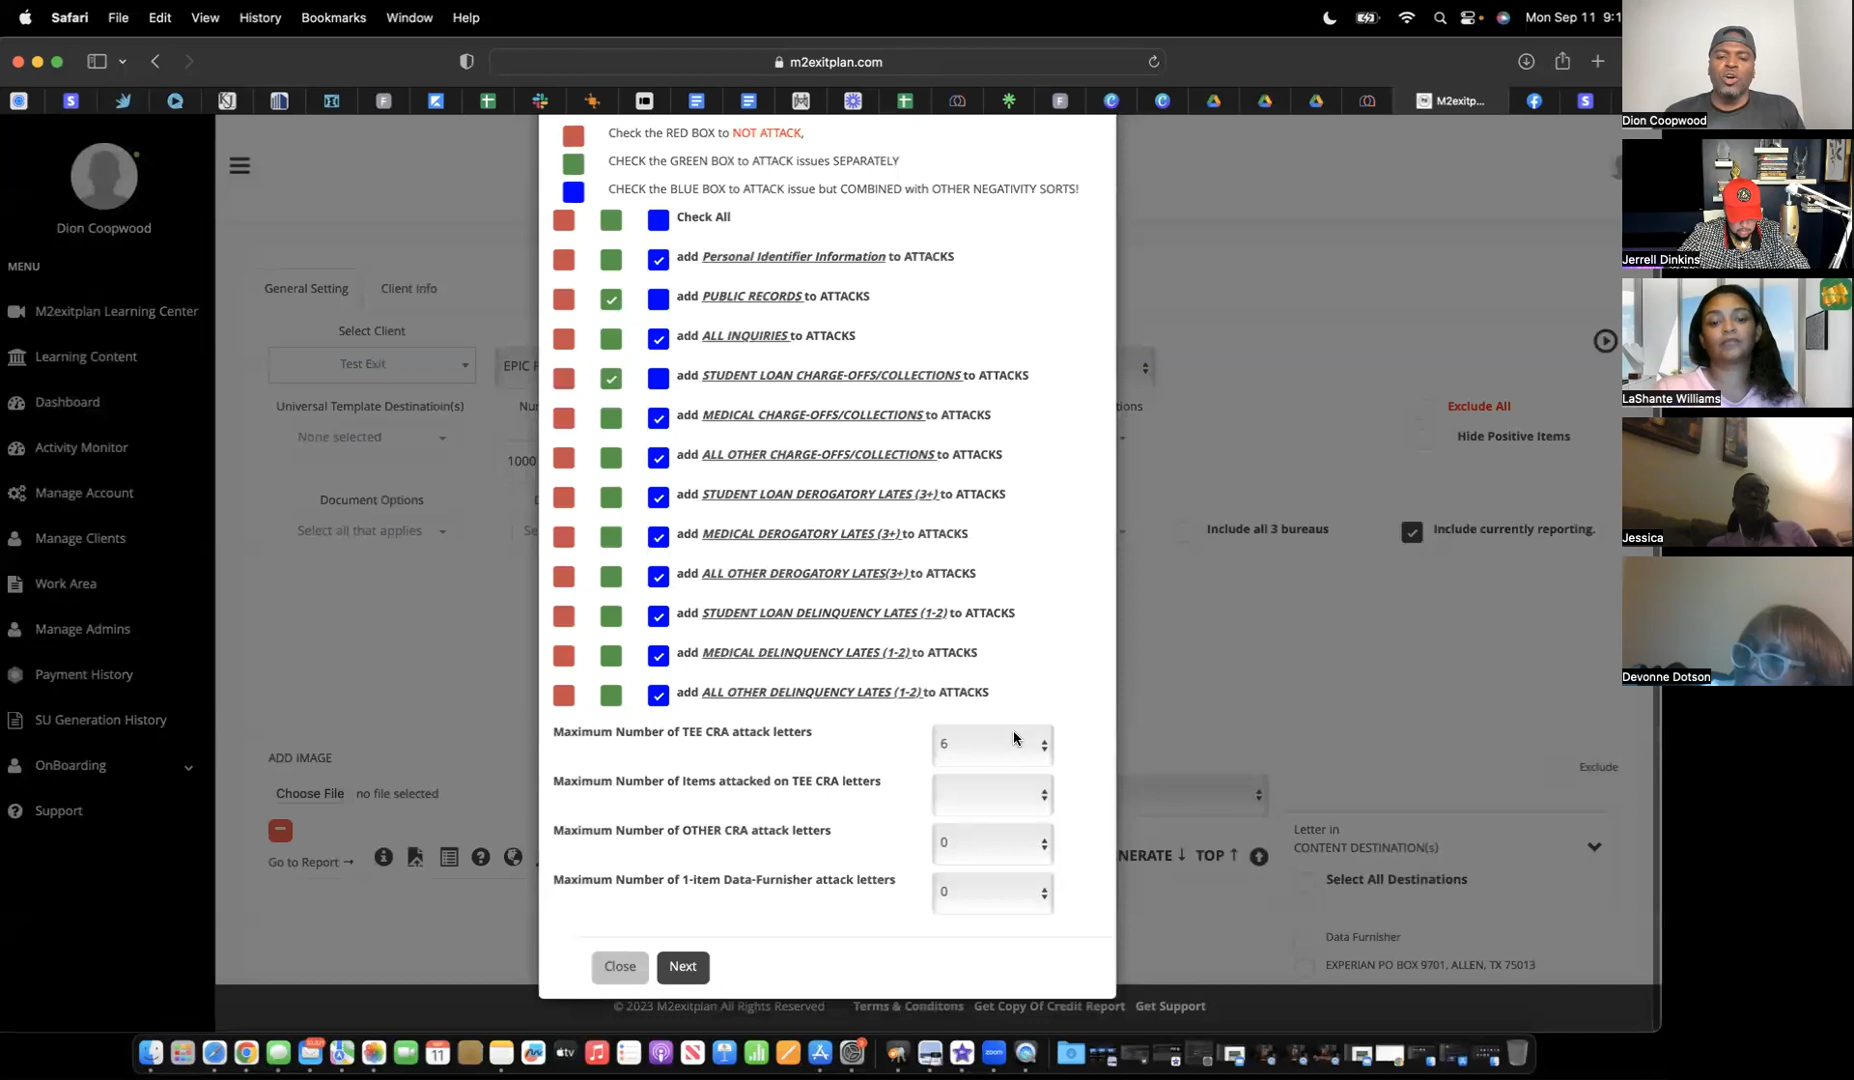 Safari File Edit View History Bookmarks Window Help
Mon Sep 11 9:1
m2exitplan.com
M2exitp...
Dion Coopwood
MENU
M2exitplan Learning Center
Learning Content
Dashboard
Activity Monitor
Manage Account
Manage Clients
Work Area
Manage Admins
Payment History
SU Generation History
OnBoarding
Support
General Setting Client Info
Select Client
Test Exit
EPIC
Universal Template Destinatioin(s)
None selected
1000
Document Options
Select all that applies
ADD IMAGE
Choose File no file selected
Go to Report →
Check the RED BOX to NOT ATTACK,
CHECK the GREEN BOX to ATTACK issues SEPARATELY
CHECK the BLUE BOX to ATTACK issue but COMBINED with OTHER NEGATIVITY SORTS!
Check All
add Personal Identifier Information to ATTACKS
add PUBLIC RECORDS to ATTACKS
add ALL INQUIRIES to ATTACKS
add STUDENT LOAN CHARGE-OFFS/COLLECTIONS to ATTACKS
add MEDICAL CHARGE-OFFS/COLLECTIONS to ATTACKS
add ALL OTHER CHARGE-OFFS/COLLECTIONS to ATTACKS
add STUDENT LOAN DEROGATORY LATES (3+) to ATTACKS
add MEDICAL DEROGATORY LATES (3+) to ATTACKS
add ALL OTHER DEROGATORY LATES(3+) to ATTACKS
add STUDENT LOAN DELINQUENCY LATES (1-2) to ATTACKS
add MEDICAL DELINQUENCY LATES (1-2) to ATTACKS
add ALL OTHER DELINQUENCY LATES (1-2) to ATTACKS
Maximum Number of TEE CRA attack letters
6
Maximum Number of Items attacked on TEE CRA letters
Maximum Number of OTHER CRA attack letters
0
Maximum Number of 1-item Data-Furnisher attack letters
0
Close Next
Exclude All
Hide Positive Items
Include all 3 bureaus
Include currently reporting.
Exclude
NERATE ↓ TOP ↑
Letter in
CONTENT DESTINATION(s)
Select All Destinations
Data Furnisher
EXPERIAN PO BOX 9701, ALLEN, TX 75013
© 2023 M2exitplan All Rights Reserved Terms & Conditons Get Copy Of Credit Report Get Support
Dion Coopwood
Jerrell Dinkins
LaShante Williams
Jessica
Devonne Dotson